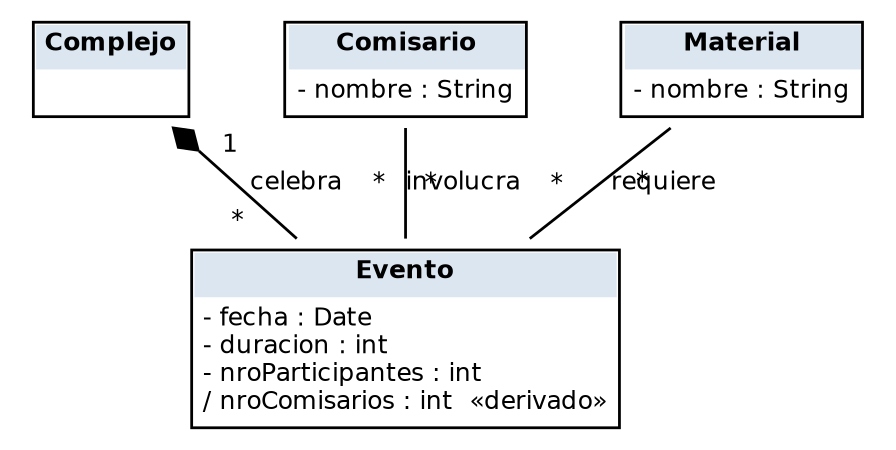 Complejo
Comisario
- nombre : String
Material
- nombre : String
1
celebra
*
*
involucra
*
*
requiere
*
Evento
- fecha : Date
- duracion : int
- nroParticipantes : int
/ nroComisarios : int «derivado»